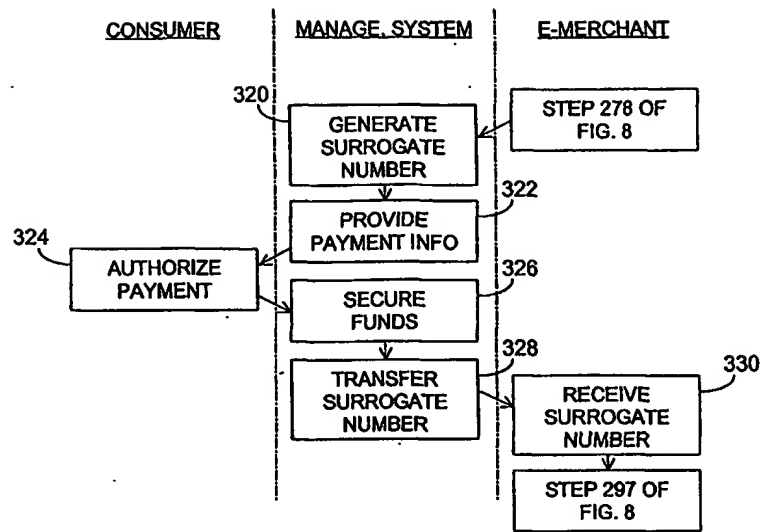 CONSUMER
MANAGE. SYSTEM
E-MERCHANT
320
GENERATE
SURROGATE
NUMBER
STEP 278 OF
FIG. 8
322
PROVIDE
PAYMENT INFO
324
AUTHORIZE
PAYMENT
326
SECURE
FUNDS
328
TRANSFER
SURROGATE
NUMBER
330
RECEIVE
SURROGATE
NUMBER
STEP 297 OF
FIG. 8